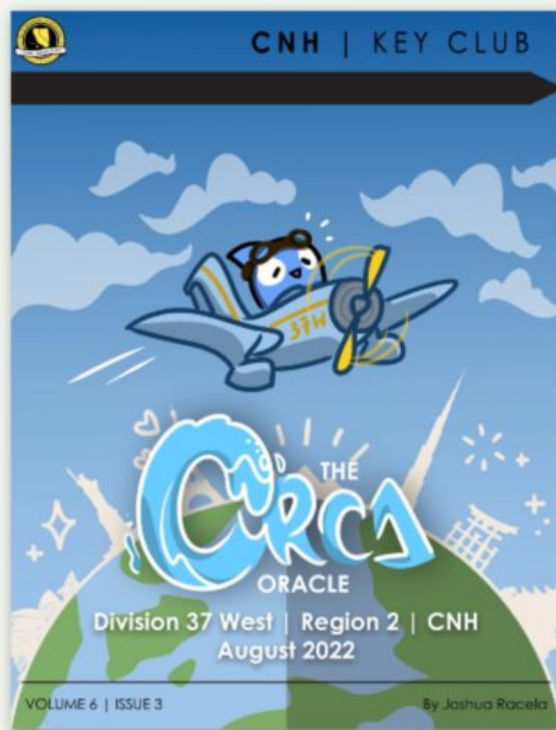 CNH | KEY CLUB
37W
THE
ORCA
ORACLE
Division 37 West | Region 2 | CNH
August 2022
VOLUME 6 | ISSUE 3
By Joshua Racela